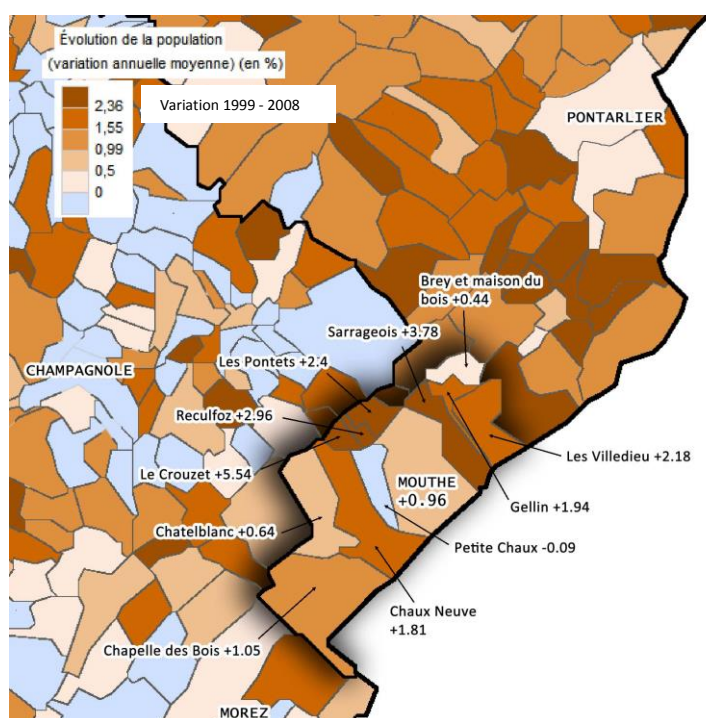 Évolution de la population
(variation annuelle moyenne) (en %)
Variation 1999 - 2008
2,36
1,55
0,99
0,5
0
PONTARLIER
Brey et maison du
bois +0.44
Sarrageois +3.78
Les Pontets +2.4
CHAMPAGNOLE
Reculfoz +2.96
Le Crouzet +5.54
Les Villedieu +2.18
MOUTHE
+0.96
Gellin +1.94
Chatelblanc +0.64
Petite Chaux -0.09
Chaux Neuve
+1.81
Chapelle des Bois +1.05
MOREZ